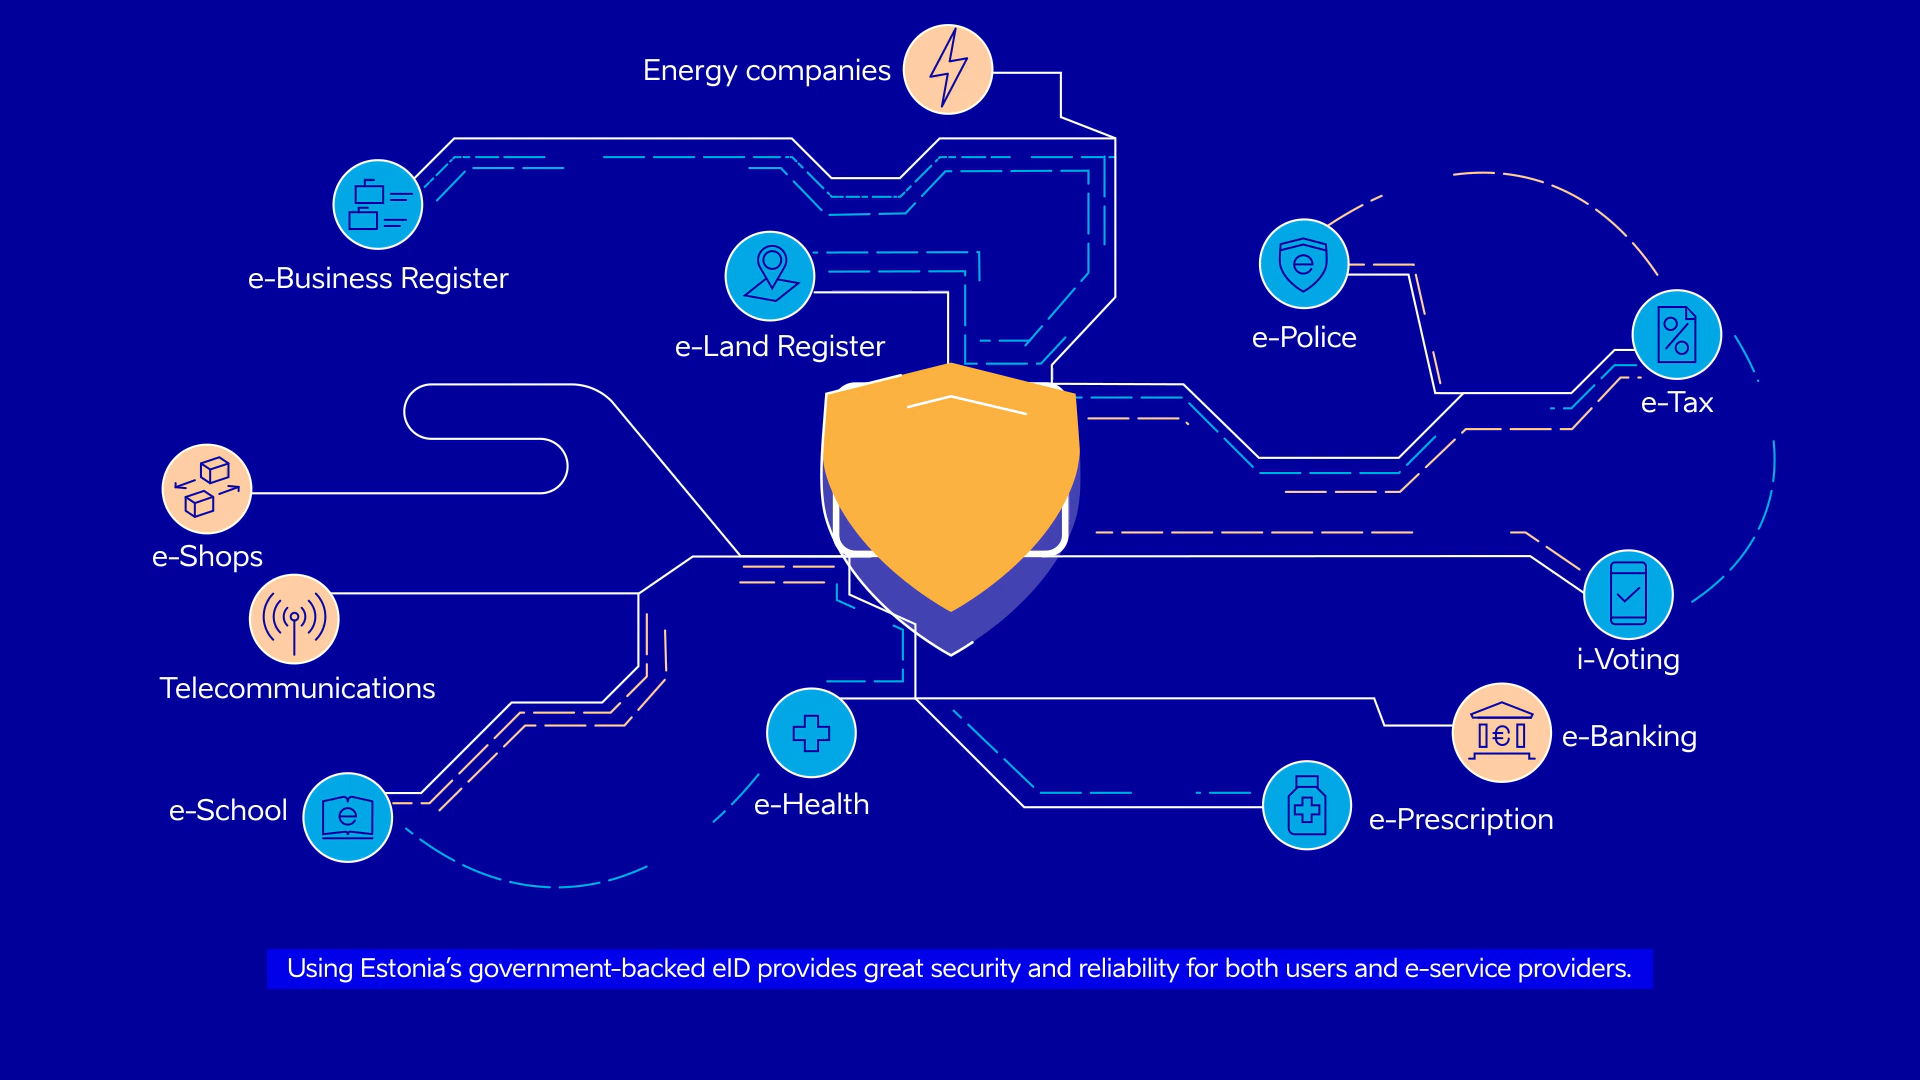 Energy companies
e-Business Register
e-Land Register
e
e-Police
%
e-Tax
e-Shops
Telecommunications
i-Voting
€
e-Banking
e-School
e
e-Health
e-Prescription
Using Estonia’s government-backed eID provides great security and reliability for both users and e-service providers.